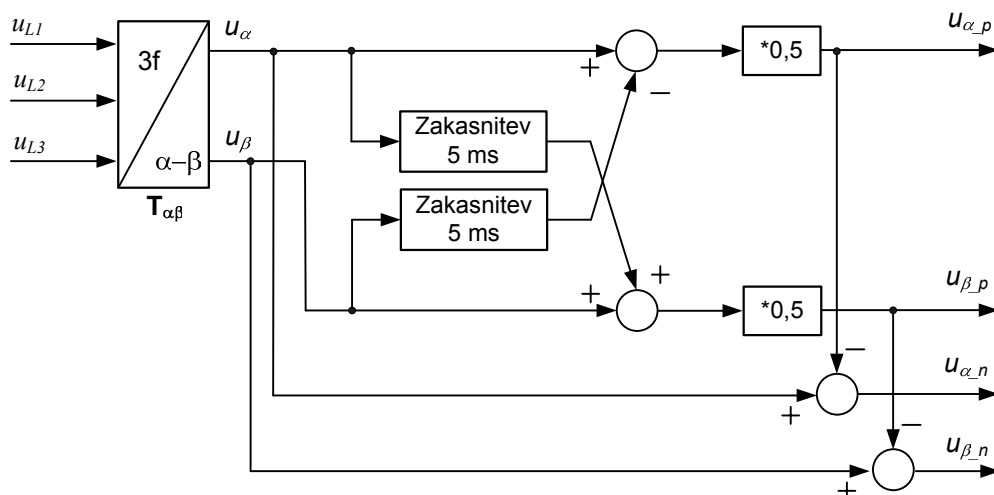 u_L1
u_L2
u_L3
3f
α–β
T_αβ
u_α
u_β
Zakasnitev
5 ms
Zakasnitev
5 ms
+
−
+
+
*0,5
*0,5
u_α_p
u_β_p
−
+
u_α_n
−
+
u_β_n